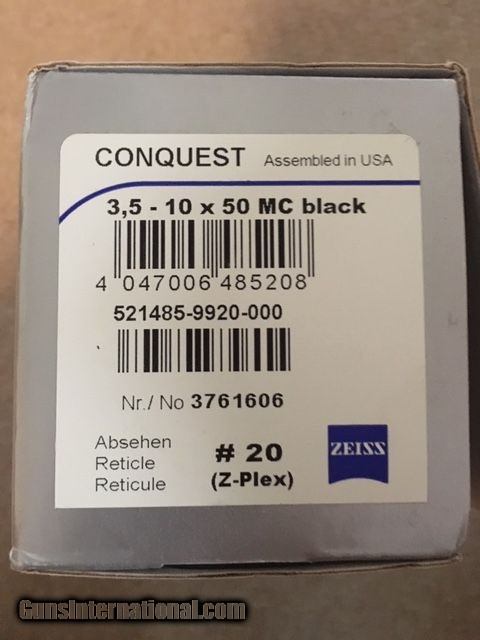 CONQUEST Assembled in USA
3,5 - 10 x 50 MC black
4 047006 485208
521485-9920-000
Nr./ No 3761606
Absehen
Reticle
Reticule
# 20
(Z-Plex)
ZEISS
GunsInternational.com